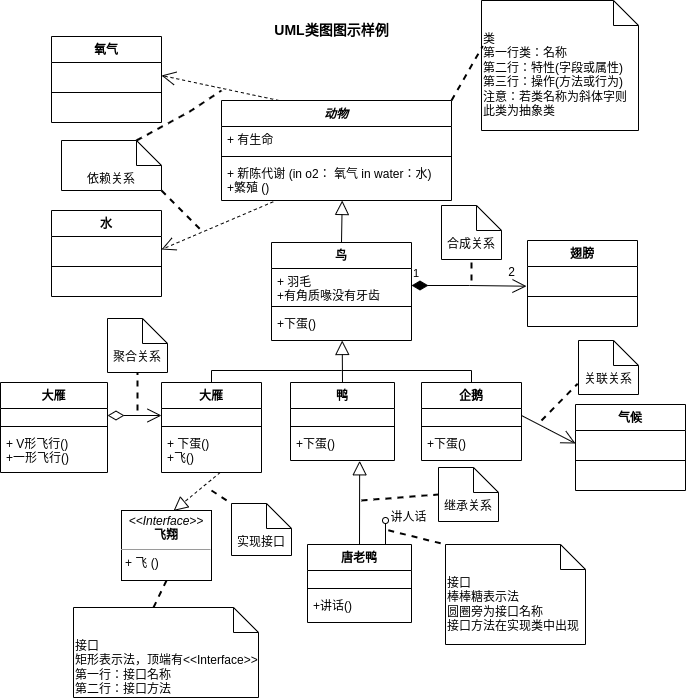 UML类图图示样例
氧气
动物
+ 有生命
+ 新陈代谢 (in o2： 氧气 in water：水)
+繁殖 ()
类
第一行类：名称
第二行：特性(字段或属性)
第三行：操作(方法或行为)
注意：若类名称为斜体字则
此类为抽象类
依赖关系
水
鸟
+ 羽毛
+有角质喙没有牙齿
+下蛋()
合成关系
1
2
翅膀
聚合关系
关联关系
大雁
+ V形飞行()
+一形飞行()
大雁
+ 下蛋()
+飞()
鸭
+下蛋()
企鹅
+下蛋()
气候
<<Interface>>
飞翔
+ 飞 ()
实现接口
继承关系
讲人话
唐老鸭
+讲话()
接口
棒棒糖表示法
圆圈旁为接口名称
接口方法在实现类中出现
接口
矩形表示法，顶端有<<Interface>>
第一行：接口名称
第二行：接口方法